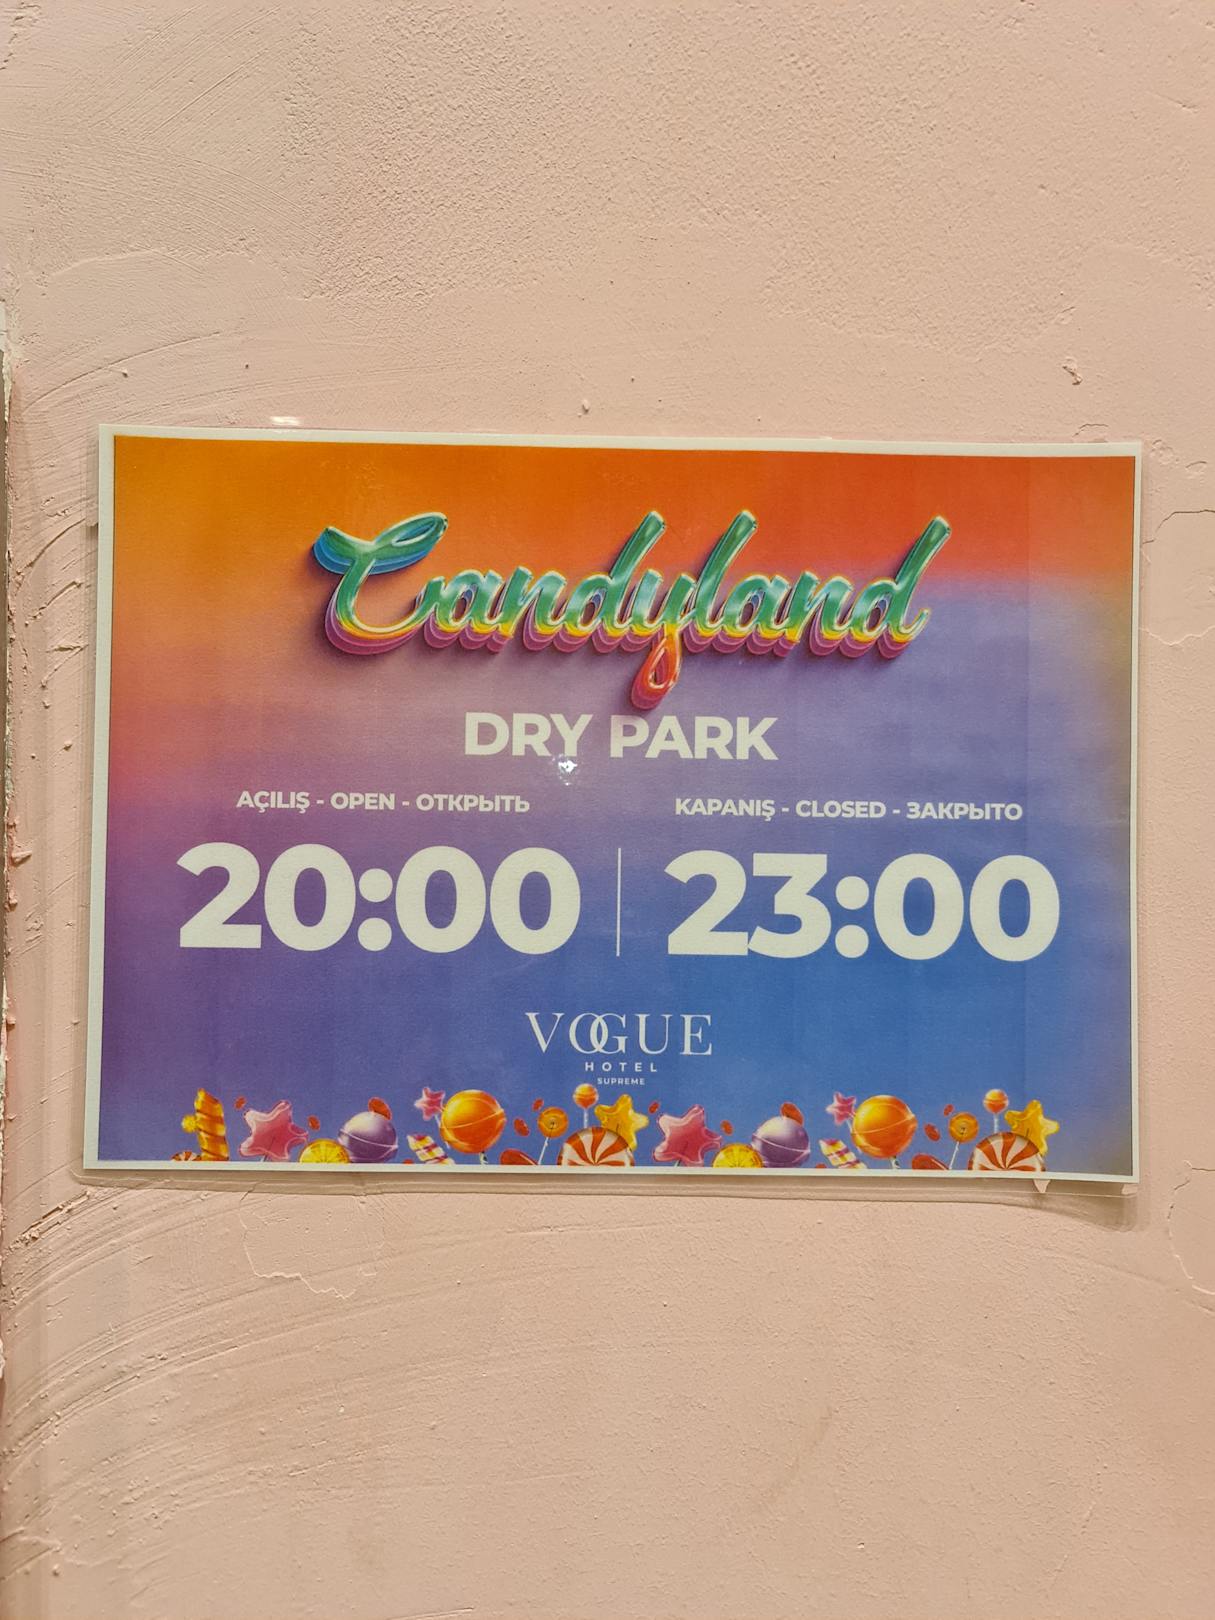 Candyland
DRY PARK
AÇILIŞ - OPEN - ОТКРЫТЬ
20:00
KAPANIŞ - CLOSED - ЗАКРЫТО
23:00
VOGUE
HOTEL
SUPREME